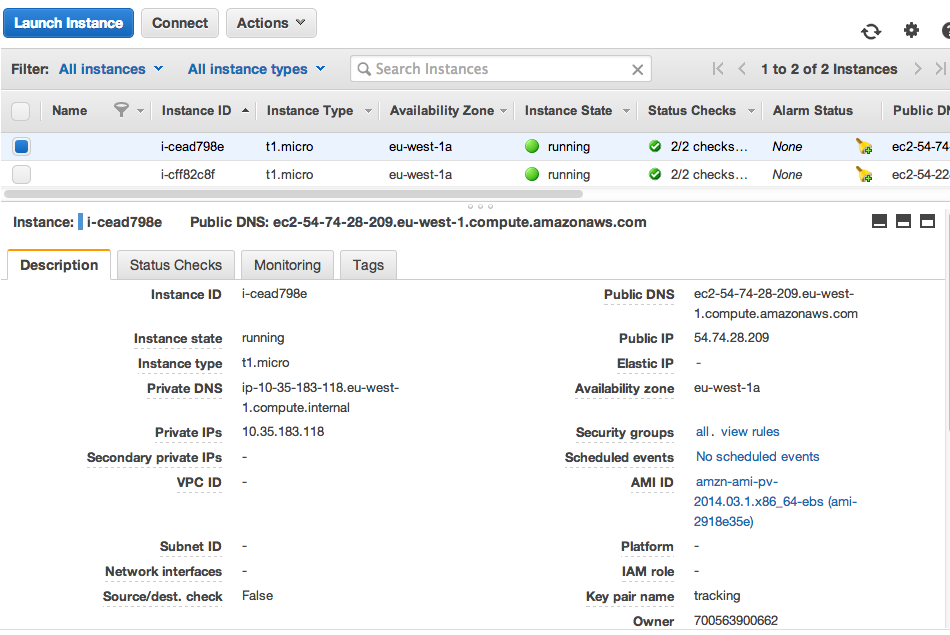 Launch Instance Connect Actions
Filter: All instances All instance types Search Instances 1 to 2 of 2 Instances
Name Instance ID Instance Type Availability Zone Instance State Status Checks Alarm Status Public DN
i-cead798e t1.micro eu-west-1a running 2/2 checks... None ec2-54-74
i-cff82c8f t1.micro eu-west-1a running 2/2 checks... None ec2-54-22
Instance: i-cead798e Public DNS: ec2-54-74-28-209.eu-west-1.compute.amazonaws.com
Description Status Checks Monitoring Tags
Instance ID i-cead798e Public DNS ec2-54-74-28-209.eu-west-
1.compute.amazonaws.com
Instance state running Public IP 54.74.28.209
Instance type t1.micro Elastic IP -
Private DNS ip-10-35-183-118.eu-west- Availability zone eu-west-1a
1.compute.internal
Private IPs 10.35.183.118 Security groups all. view rules
Secondary private IPs - Scheduled events No scheduled events
VPC ID - AMI ID amzn-ami-pv-
2014.03.1.x86_64-ebs (ami-
2918e35e)
Subnet ID - Platform -
Network interfaces - IAM role -
Source/dest. check False Key pair name tracking
Owner 700563900662